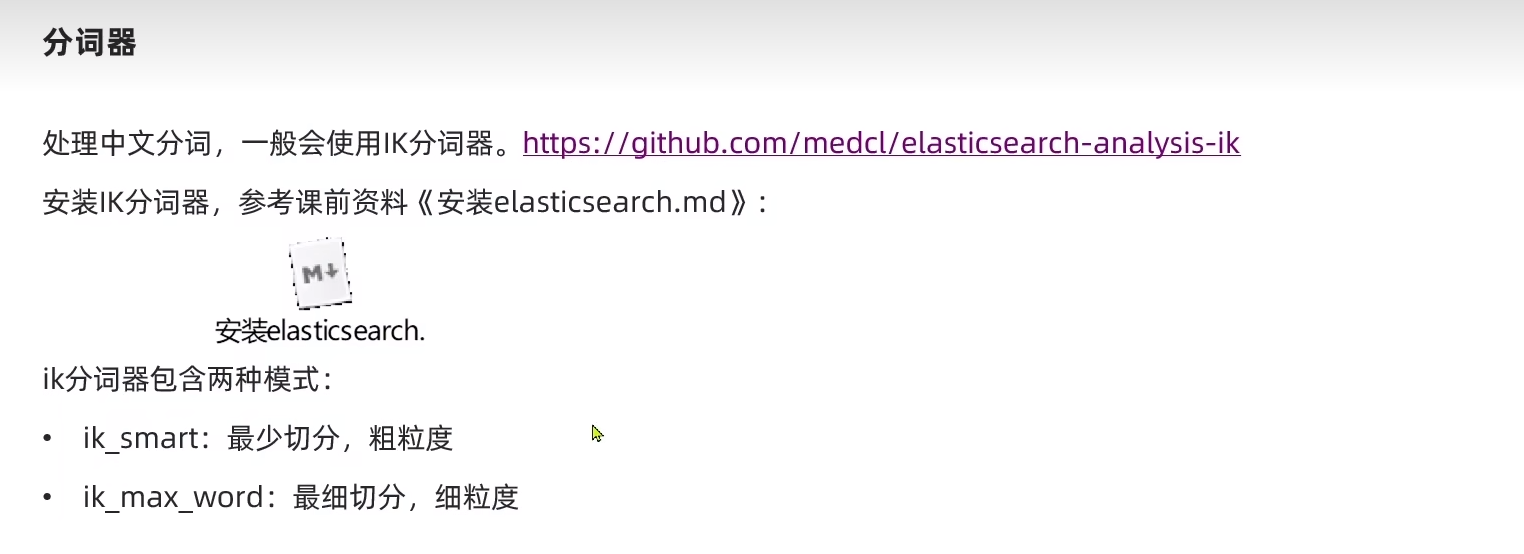 分词器
处理中文分词，一般会使用IK分词器。https://github.com/medcl/elasticsearch-analysis-ik
安装IK分词器，参考课前资料《安装elasticsearch.md》：
M
安装elasticsearch.
ik分词器包含两种模式：
• ik_smart：最少切分，粗粒度
• ik_max_word：最细切分，细粒度